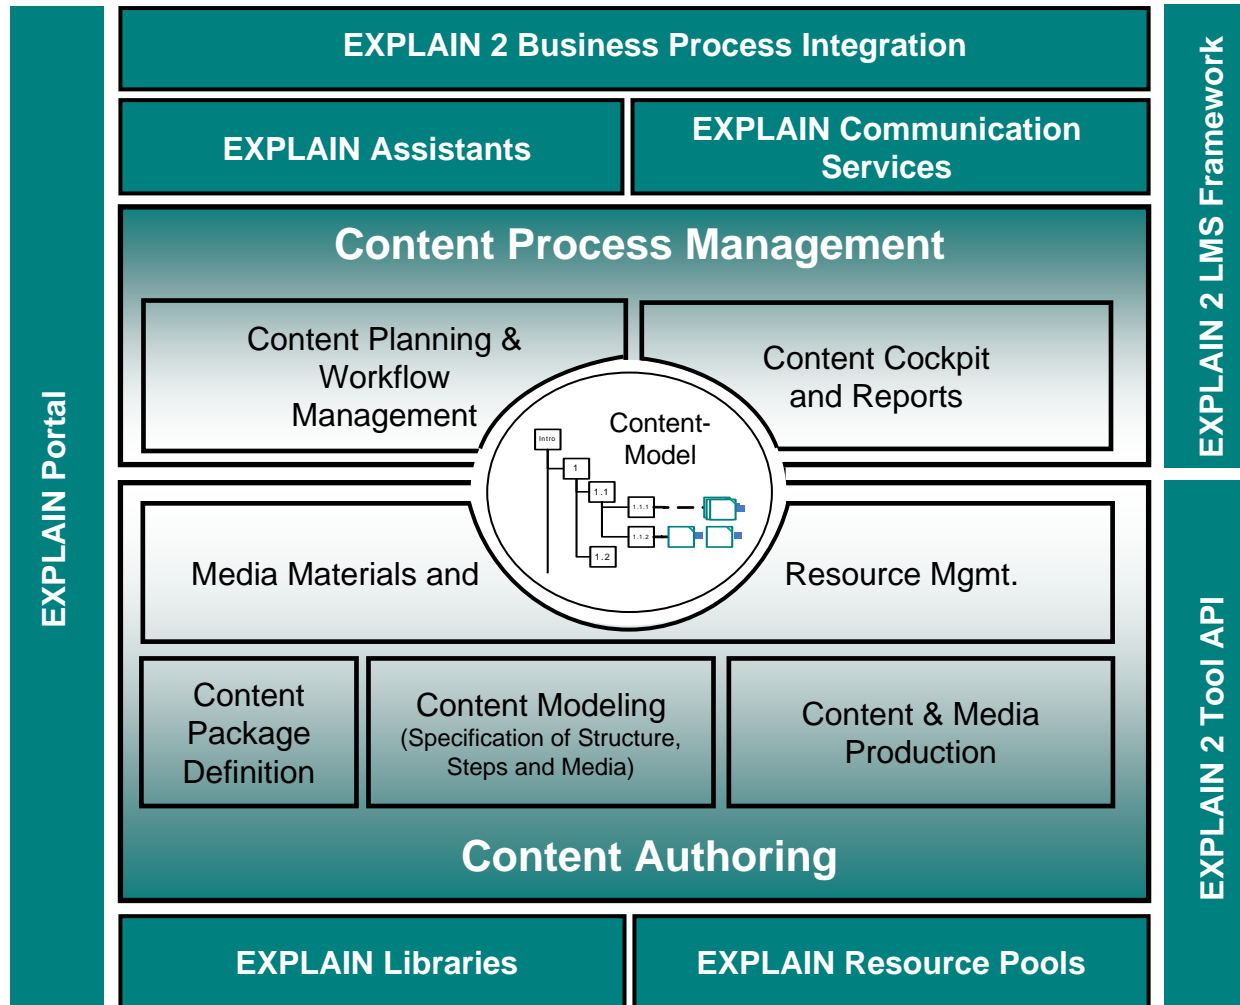 EXPLAIN 2 Business Process Integration
EXPLAIN Assistants
EXPLAIN Communication
Services
EXPLAIN Portal
EXPLAIN 2 LMS Framework
Content Process Management
Content Planning &
Workflow
Management
Content Cockpit
and Reports
Content-
Model
Intro
1
1.1
1.1.1
1.1.2
1.2
Media Materials and
Resource Mgmt.
EXPLAIN 2 Tool API
Content
Package
Definition
Content Modeling
(Specification of Structure,
Steps and Media)
Content & Media
Production
Content Authoring
EXPLAIN Libraries
EXPLAIN Resource Pools